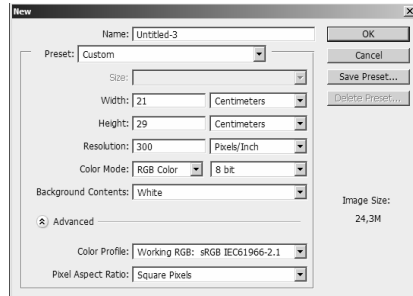 New
Name: Untitled-3
OK
Preset: Custom
Cancel
Size:
Save Preset...
Width: 21 Centimeters
Delete Preset...
Height: 29 Centimeters
Resolution: 300 Pixels/Inch
Color Mode: RGB Color 8 bit
Background Contents: White
Image Size:
24,3M
Advanced
Color Profile: Working RGB: sRGB IEC61966-2.1
Pixel Aspect Ratio: Square Pixels